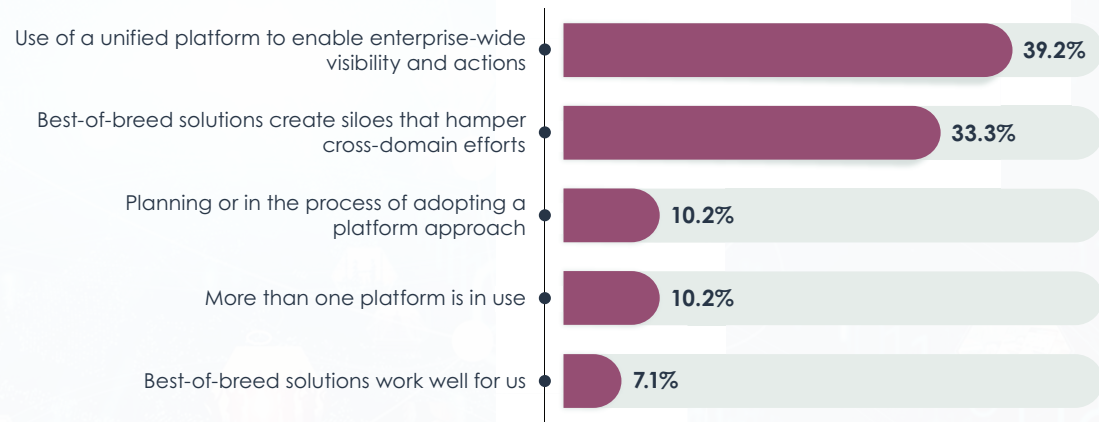 Use of a unified platform to enable enterprise-wide
visibility and actions
39.2%
Best-of-breed solutions create siloes that hamper
cross-domain efforts
33.3%
Planning or in the process of adopting a
platform approach
10.2%
More than one platform is in use
10.2%
Best-of-breed solutions work well for us
7.1%